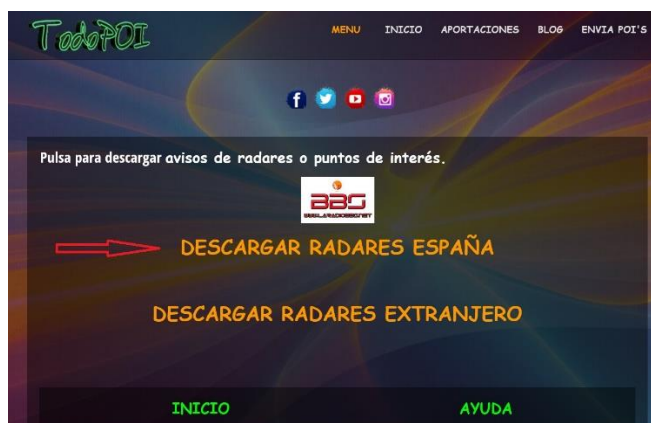 TodoPOI
MENU INICIO APORTACIONES BLOG ENVIA POI'S
Pulsa para descargar avisos de radares o puntos de interés.
BBS
DESCARGAR RADARES ESPAÑA
DESCARGAR RADARES EXTRANJERO
INICIO AYUDA